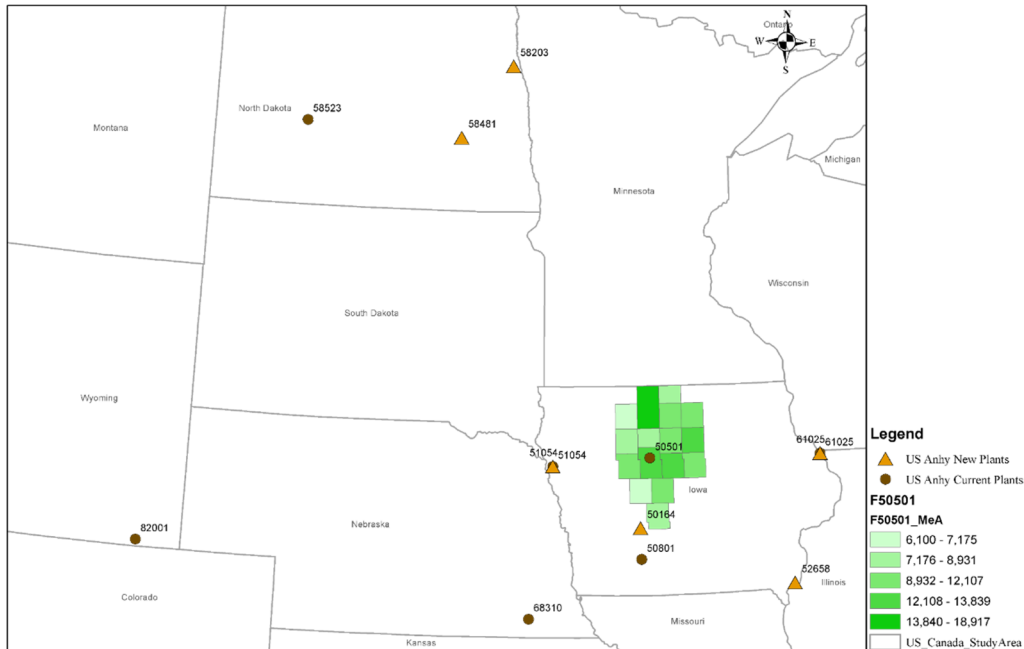 Ontario
N
W
E
S
58203
North Dakota
58523
58481
Montana
Michigan
Minnesota
Wisconsin
South Dakota
Wyoming
61025
61025
51054
51054
50501
Iowa
50164
Nebraska
82001
50801
52658
Illinois
Colorado
68310
Missouri
Kansas
Legend
US Anhy New Plants
US Anhy Current Plants
F50501
F50501_MeA
6,100 - 7,175
7,176 - 8,931
8,932 - 12,107
12,108 - 13,839
13,840 - 18,917
US_Canada_StudyArea